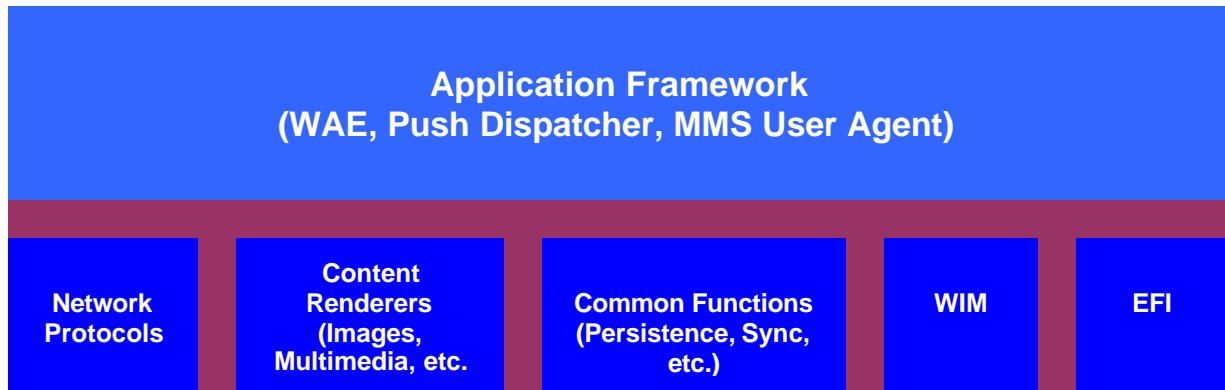 Application Framework
(WAE, Push Dispatcher, MMS User Agent)
Network
Protocols
Content
Renderers
(Images,
Multimedia, etc.
Common Functions
(Persistence, Sync,
etc.)
WIM
EFI